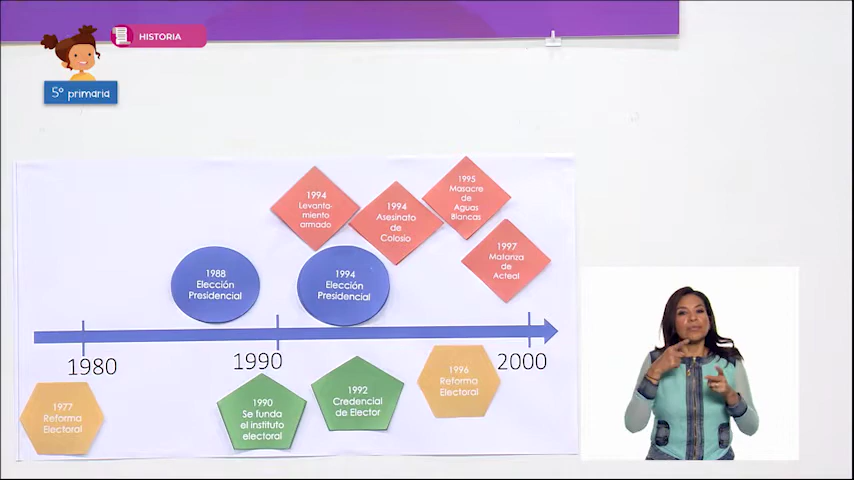 HISTORIA
5º primaria
1994
Levanta-
miento
armado
1994
Asesinato
de
Colosio
1995
Masacre
de
Aguas
Blancas
1997
Matanza
de
Acteal
1988
Elección
Presidencial
1994
Elección
Presidencial
1980
1990
2000
1977
Reforma
Electoral
1990
Se funda
el instituto
electoral
1992
Credencial
de Elector
1996
Reforma
Electoral